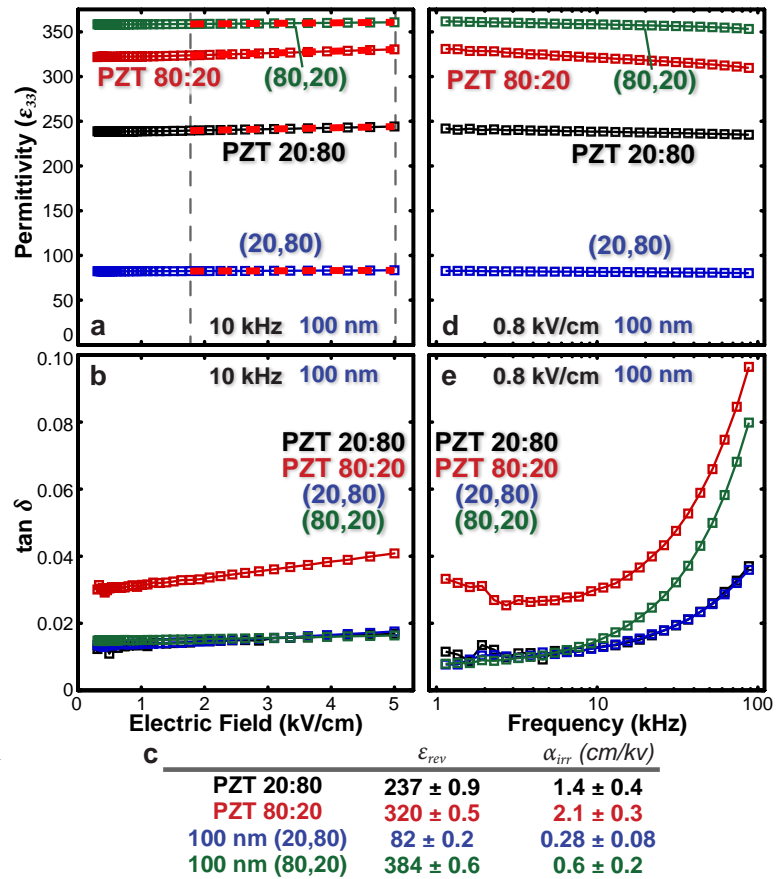 350
300
250
200
150
100
50
0
Permittivity (ε33)
PZT 80:20
(80,20)
PZT 20:80
(20,80)
a
10 kHz 100 nm
PZT 80:20
(80,20)
PZT 20:80
(20,80)
d
0.8 kV/cm 100 nm
0.10
0.08
0.06
0.04
0.02
0
tan δ
b
10 kHz 100 nm
PZT 20:80
PZT 80:20
(20,80)
(80,20)
0 1 2 3 4 5
Electric Field (kV/cm)
e
0.8 kV/cm 100 nm
PZT 20:80
PZT 80:20
(20,80)
(80,20)
1 10 100
Frequency (kHz)
c
εrev αirr (cm/kv)
PZT 20:80 237 ± 0.9 1.4 ± 0.4
PZT 80:20 320 ± 0.5 2.1 ± 0.3
100 nm (20,80) 82 ± 0.2 0.28 ± 0.08
100 nm (80,20) 384 ± 0.6 0.6 ± 0.2